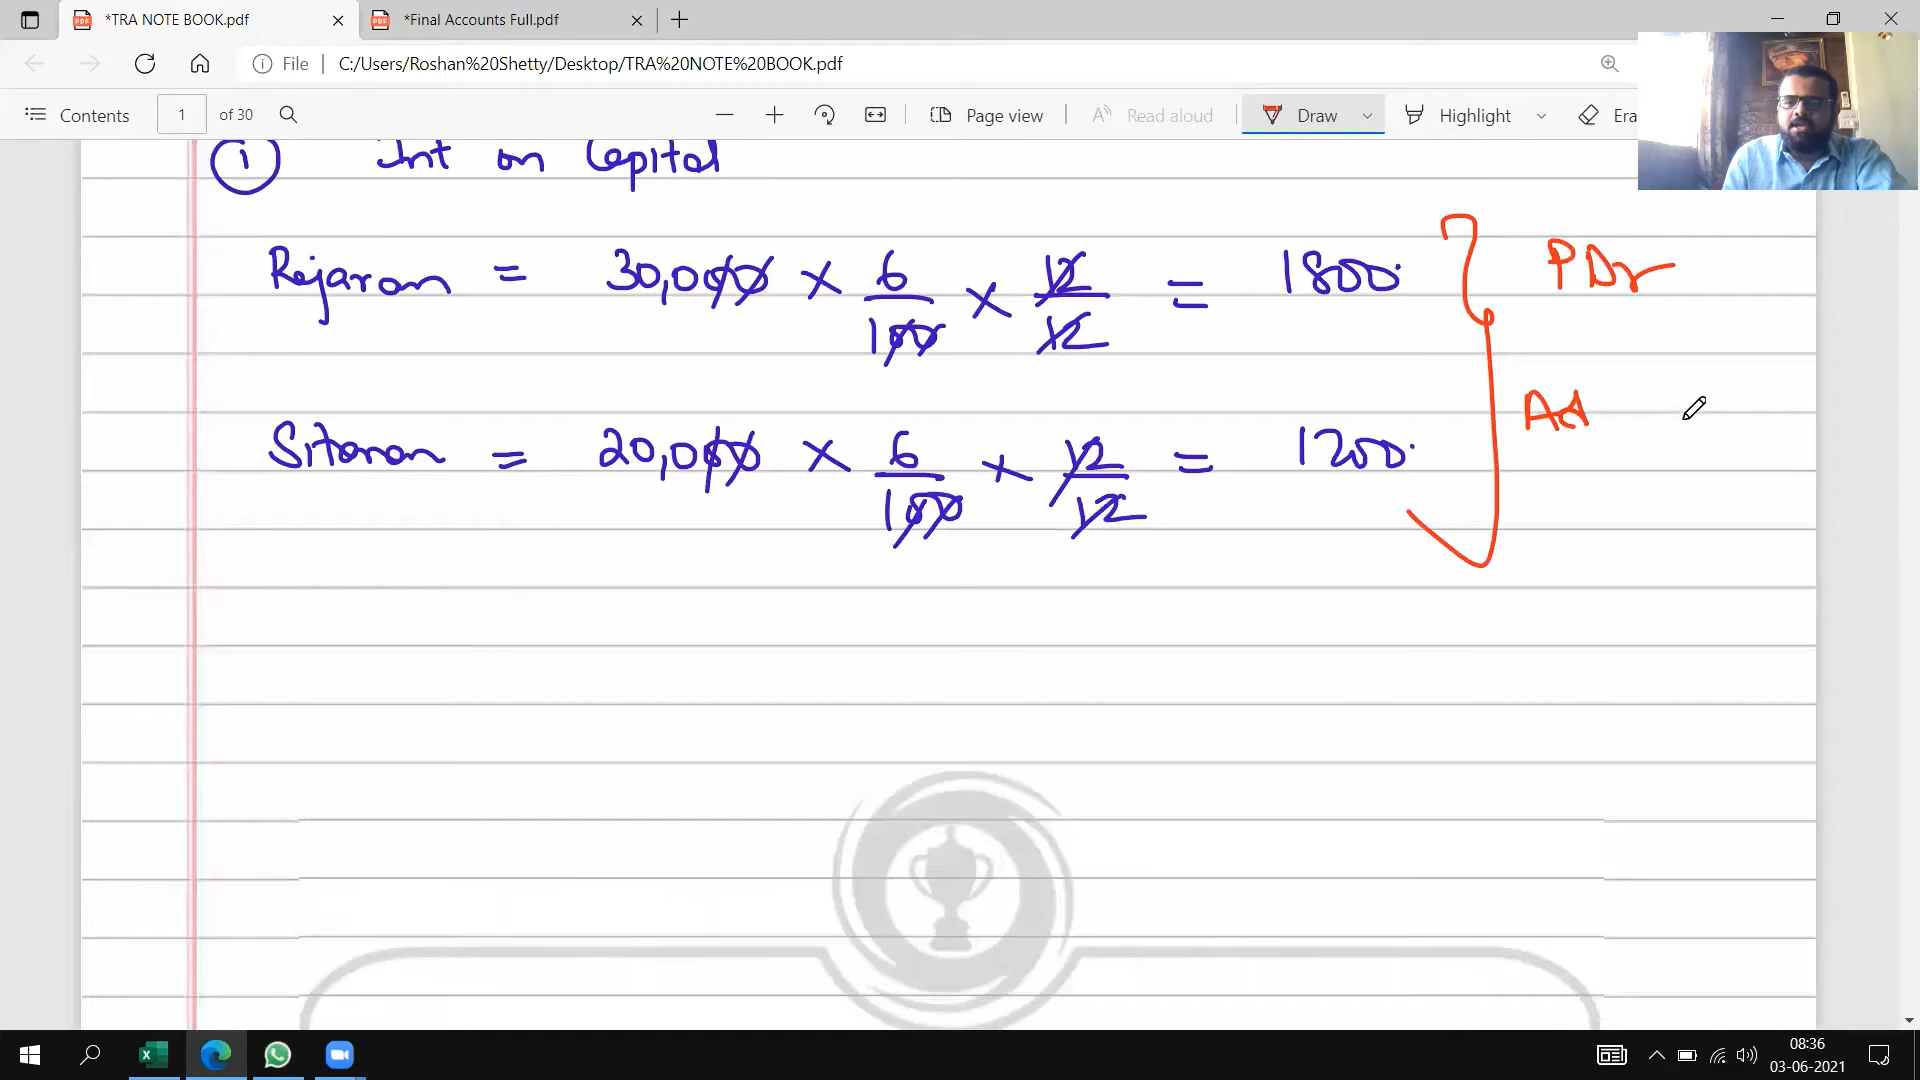 *TRA NOTE BOOK.pdf
*Final Accounts Full.pdf
File
C:/Users/Roshan%20Shetty/Desktop/TRA%20NOTE%20BOOK.pdf
Contents
1
of 30
Page view
Read aloud
Draw
Highlight
Era
i Int on Capital
Rajaram = 30,000 × 6/100 × 12/12 = 1800
PDr
Sitaram = 20,000 × 6/100 × 12/12 = 1200
Ad
08:36
03-06-2021